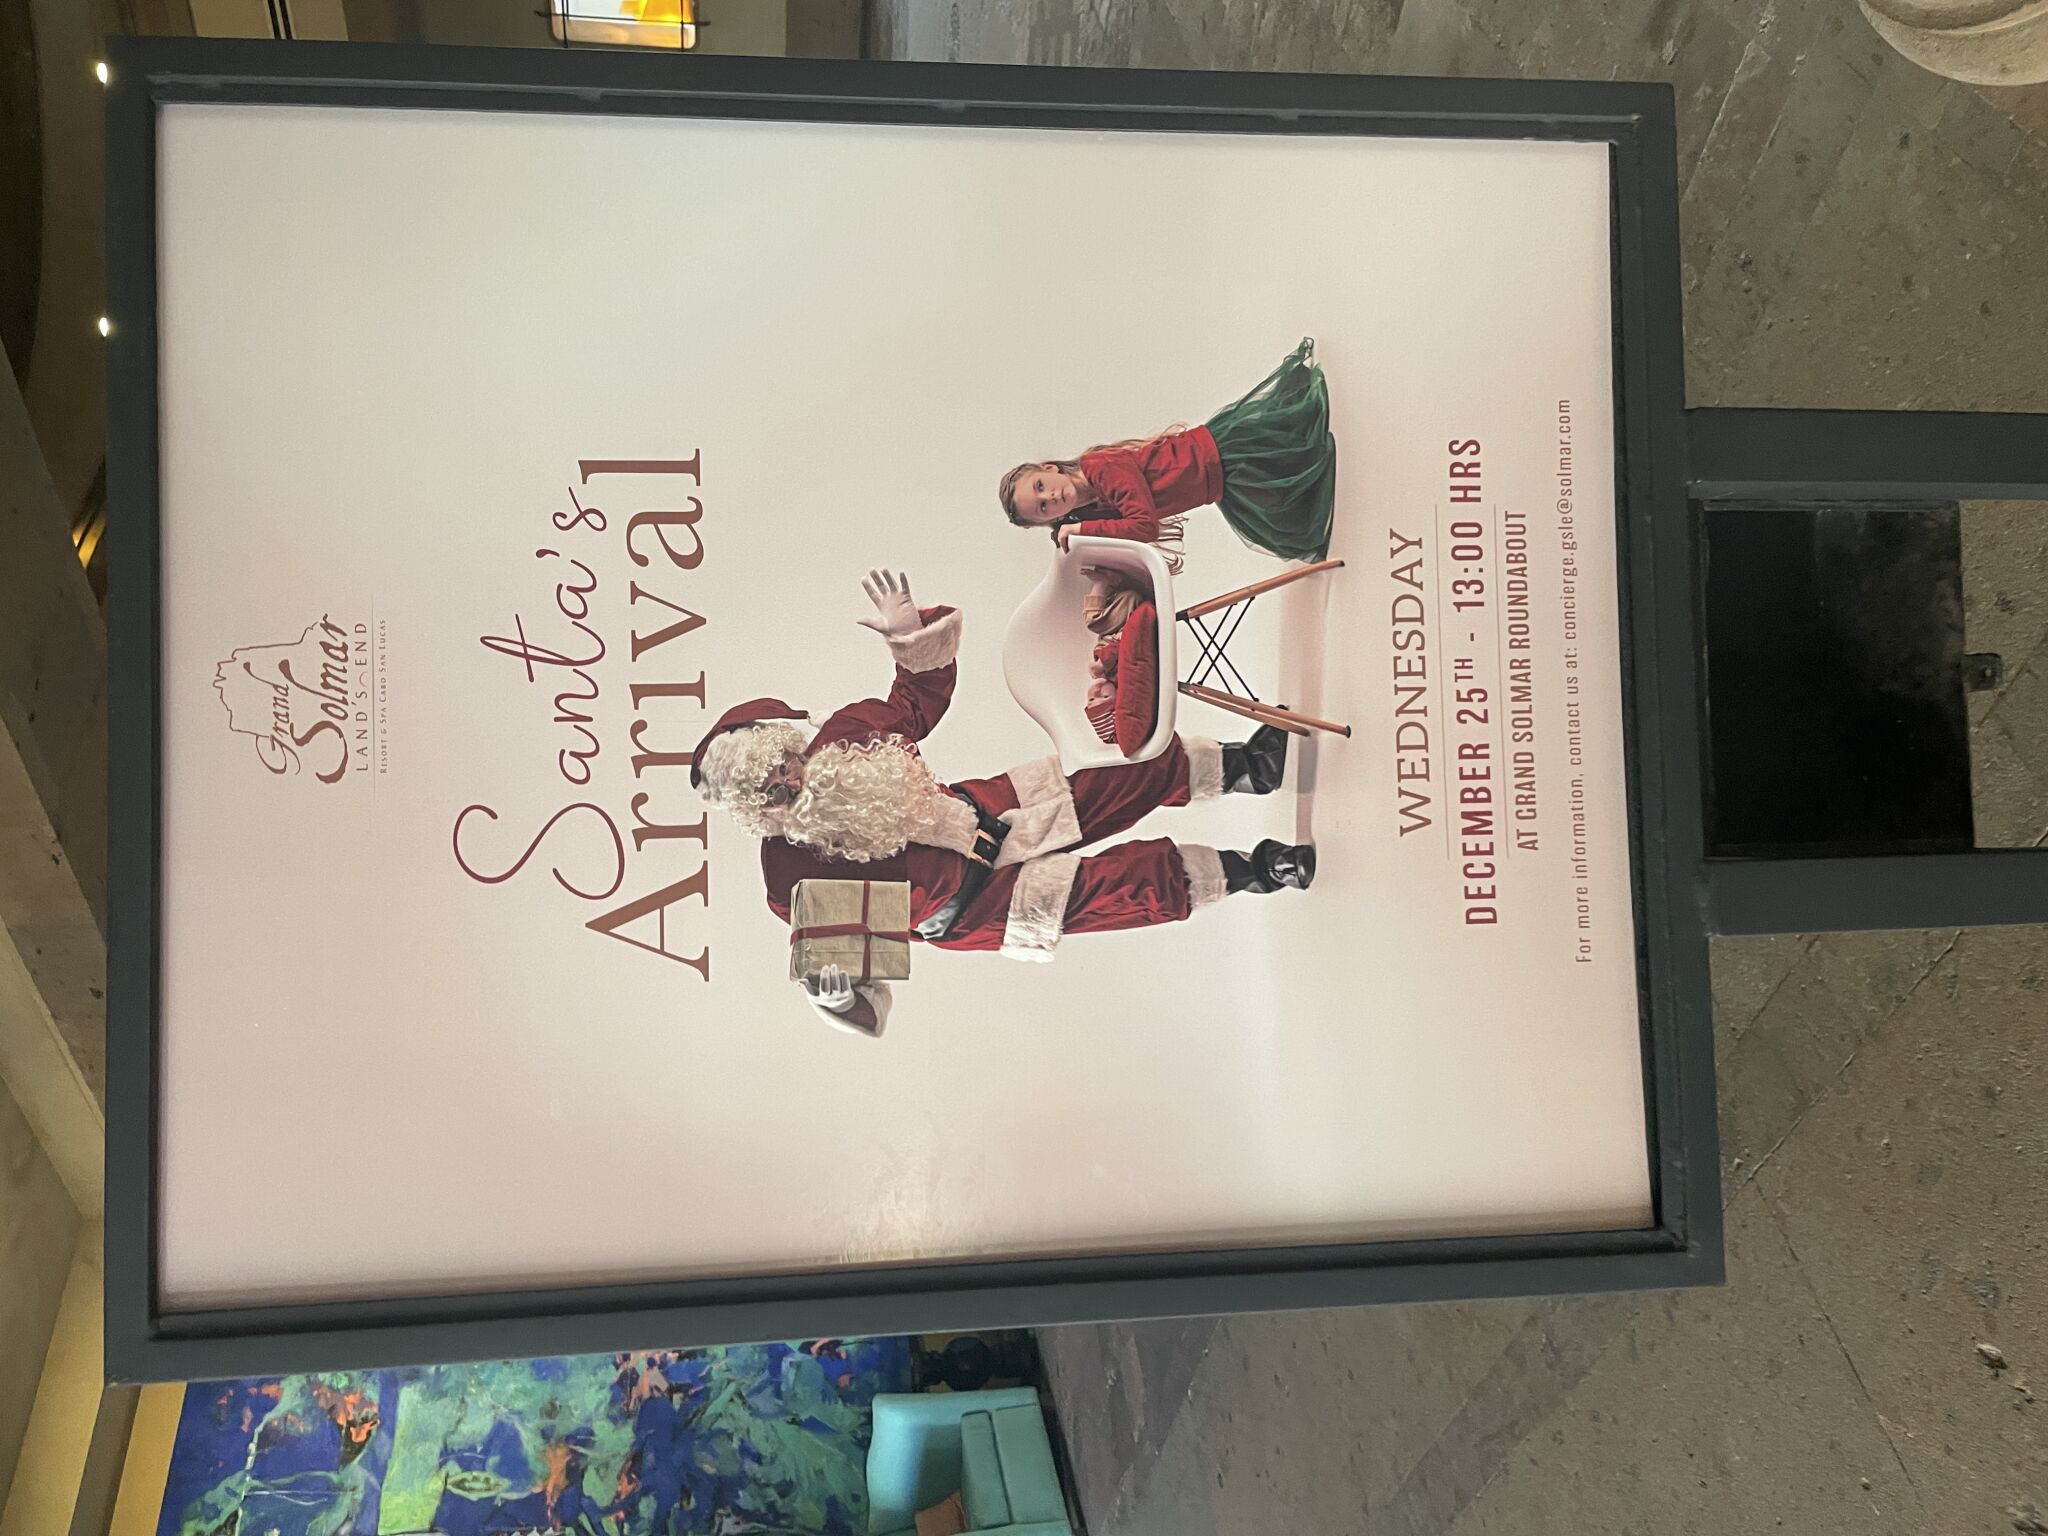 Grand
Solmar
LAND'S END
RESORT & SPA CABO SAN LUCAS
Santa's
Arrival
WEDNESDAY
DECEMBER 25TH - 13:00 HRS
AT GRAND SOLMAR ROUNDABOUT
For more information, contact us at: concierge.gsle@solmar.com